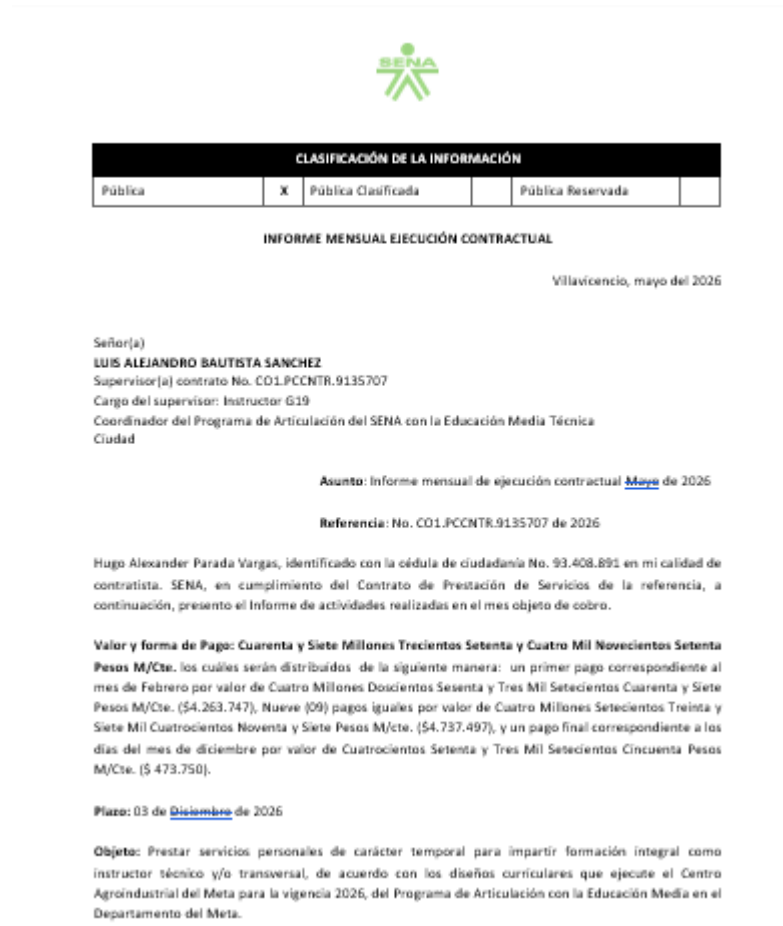 SENA
CLASIFICACIÓN DE LA INFORMACIÓN
Pública X Pública Clasificada Pública Reservada
INFORME MENSUAL EJECUCIÓN CONTRACTUAL
Villavicencio, mayo del 2026
Señor(a)
LUIS ALEJANDRO BAUTISTA SANCHEZ
Supervisor(a) contrato No. CO1.PCCNTR.9135707
Cargo del supervisor: Instructor G19
Coordinador del Programa de Articulación del SENA con la Educación Media Técnica
Ciudad
Asunto: Informe mensual de ejecución contractual Mayo de 2026
Referencia: No. CO1.PCCNTR.9135707 de 2026
Hugo Alexander Parada Vargas, identificado con la cédula de ciudadanía No. 93.408.891 en mi calidad de
contratista. SENA, en cumplimiento del Contrato de Prestación de Servicios de la referencia, a
continuación, presento el Informe de actividades realizadas en el mes objeto de cobro.
Valor y forma de Pago: Cuarenta y Siete Millones Trecientos Setenta y Cuatro Mil Novecientos Setenta
Pesos M/Cte. los cuáles serán distribuidos de la siguiente manera: un primer pago correspondiente al
mes de Febrero por valor de Cuatro Millones Doscientos Sesenta y Tres Mil Setecientos Cuarenta y Siete
Pesos M/Cte. ($4.263.747), Nueve (09) pagos iguales por valor de Cuatro Millones Setecientos Treinta y
Siete Mil Cuatrocientos Noventa y Siete Pesos M/cte. ($4.737.497), y un pago final correspondiente a los
días del mes de diciembre por valor de Cuatrocientos Setenta y Tres Mil Setecientos Cincuenta Pesos
M/Cte. ($ 473.750).
Plazo: 03 de Diciembre de 2026
Objeto: Prestar servicios personales de carácter temporal para impartir formación integral como
instructor técnico y/o transversal, de acuerdo con los diseños curriculares que ejecute el Centro
Agroindustrial del Meta para la vigencia 2026, del Programa de Articulación con la Educación Media en el
Departamento del Meta.